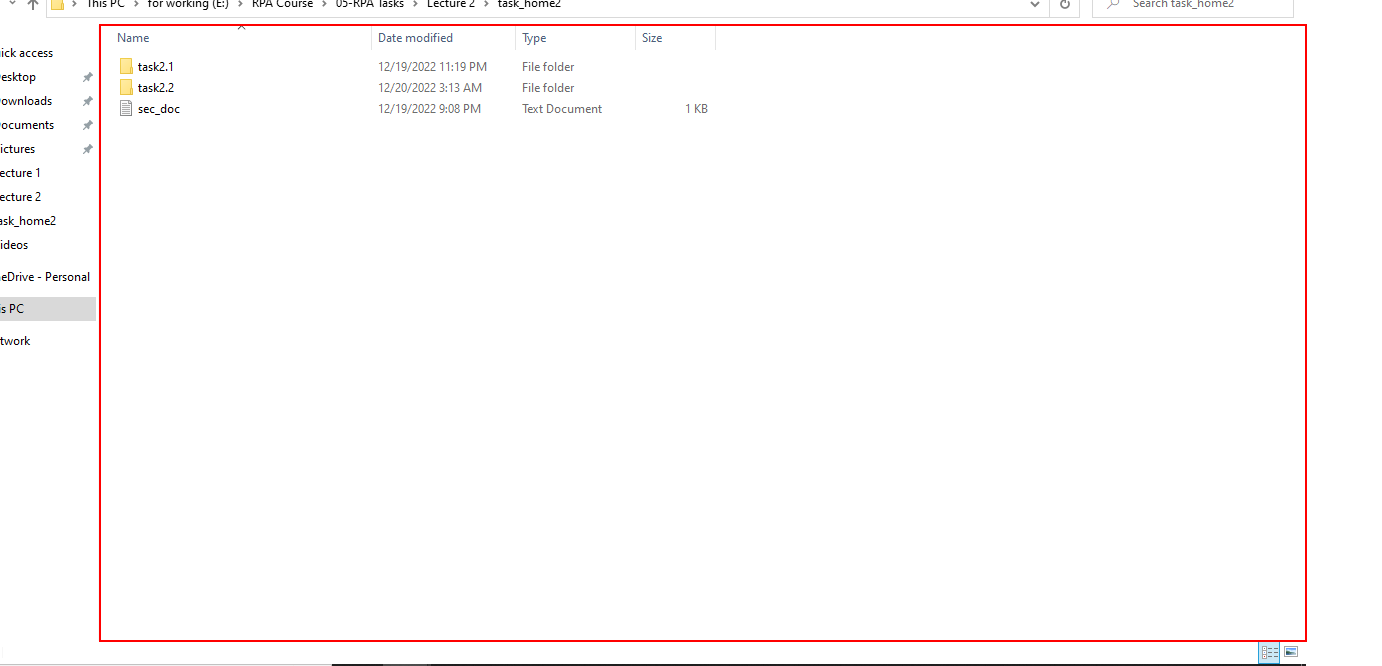 This PC > for working (E:) > RPA Course > 05-RPA Tasks > Lecture 2 > task_home2
Search task_home2
Name Date modified Type Size
task2.1 12/19/2022 11:19 PM File folder
task2.2 12/20/2022 3:13 AM File folder
sec_doc 12/19/2022 9:08 PM Text Document 1 KB
ick access
esktop
ownloads
ocuments
ictures
ecture 1
ecture 2
ask_home2
ideos
eDrive - Personal
is PC
twork